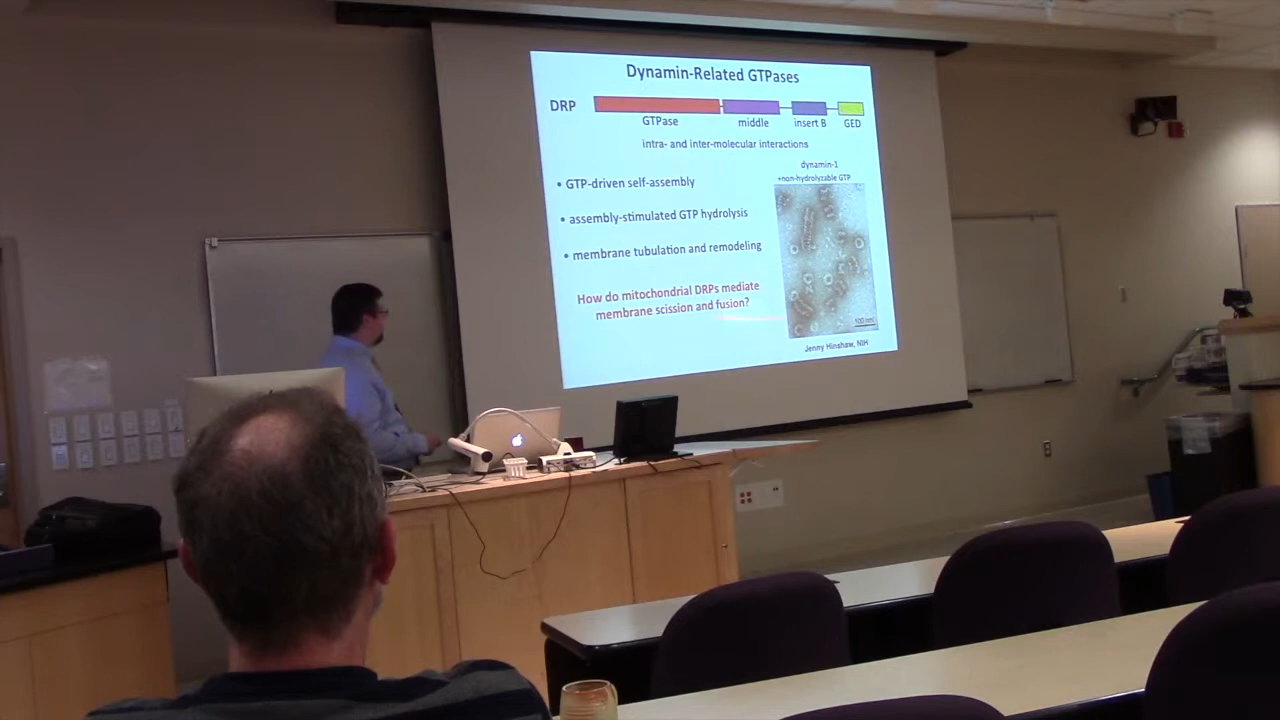 Dynamin-Related GTPases
DRP
GTPase middle insert B GED
intra- and inter-molecular interactions
dynamin-1
+non-hydrolyzable GTP
• GTP-driven self-assembly
• assembly-stimulated GTP hydrolysis
• membrane tubulation and remodeling
How do mitochondrial DRPs mediate
membrane scission and fusion?
100 nm
Jenny Hinshaw, NIH